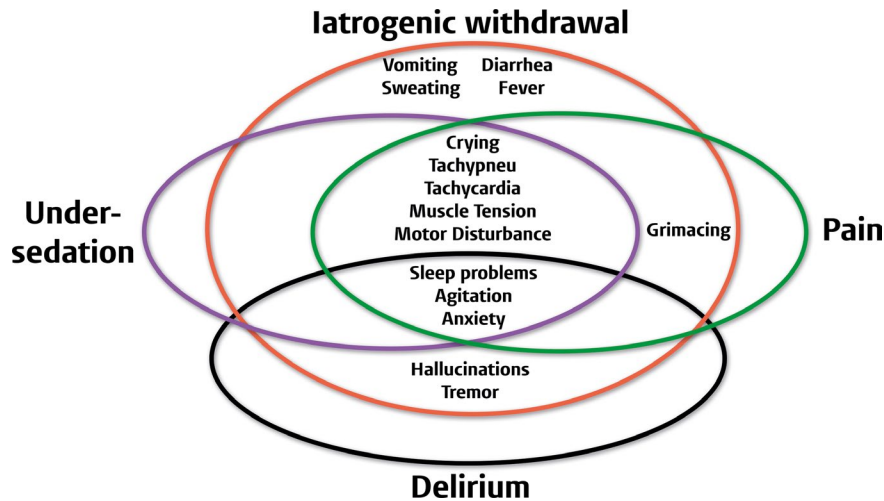 Iatrogenic withdrawal
Vomiting Diarrhea
Sweating Fever
Crying
Tachypneu
Tachycardia
Muscle Tension
Motor Disturbance
Grimacing
Under-
sedation
Pain
Sleep problems
Agitation
Anxiety
Hallucinations
Tremor
Delirium